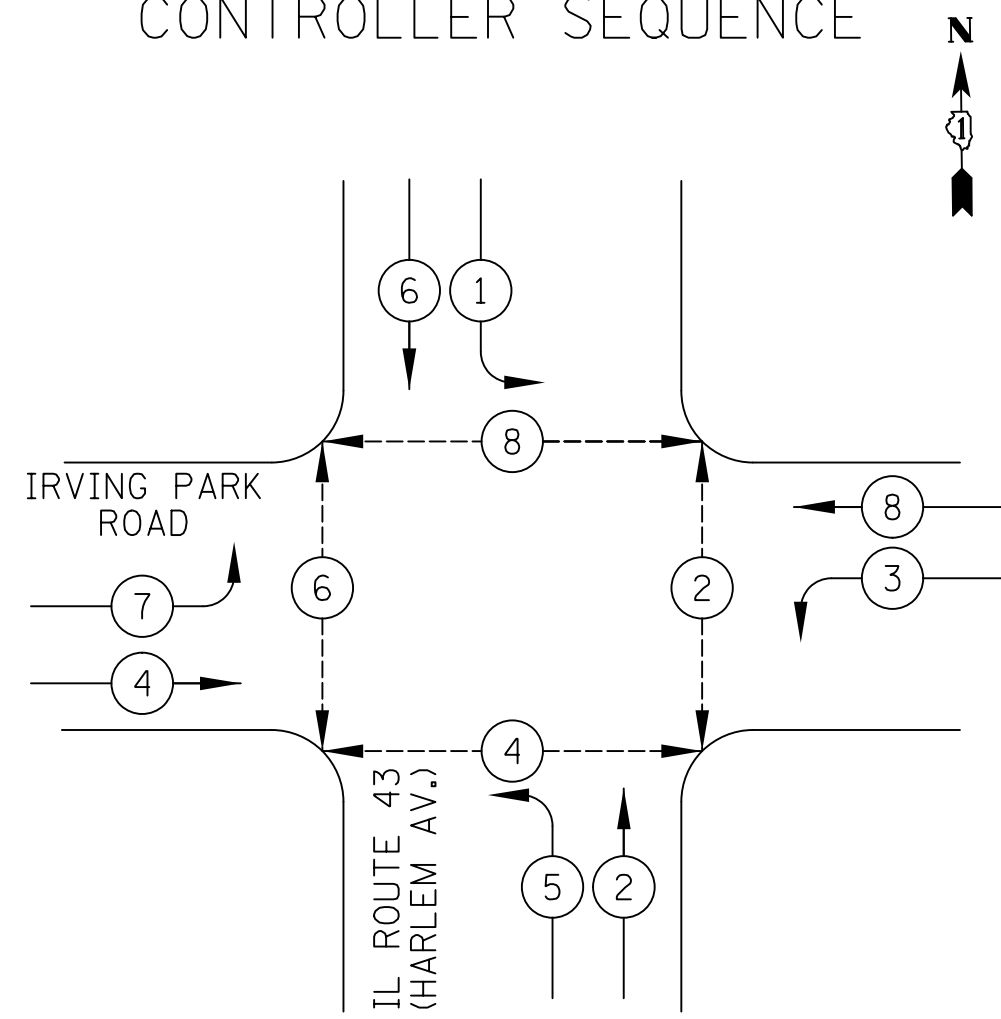 CONTROLLER SEQUENCE
N
1
6
1
8
IRVING PARK
ROAD
8
7
6
2
3
4
4
IL ROUTE 43
(HARLEM AV.)
5
2